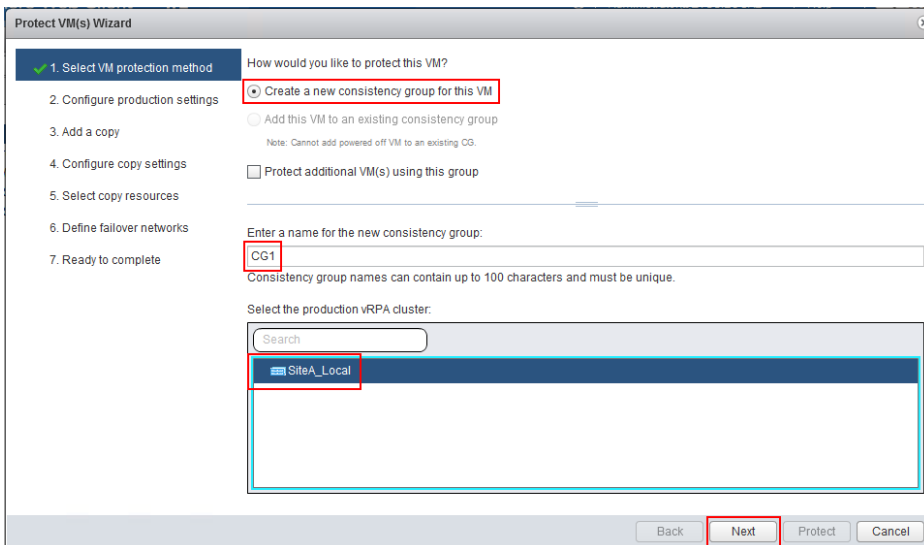 Protect VM(s) Wizard
1. Select VM protection method
2. Configure production settings
3. Add a copy
4. Configure copy settings
5. Select copy resources
6. Define failover networks
7. Ready to complete
How would you like to protect this VM?
Create a new consistency group for this VM
Add this VM to an existing consistency group
Note: Cannot add powered off VM to an existing CG.
Protect additional VM(s) using this group
Enter a name for the new consistency group:
CG1
Consistency group names can contain up to 100 characters and must be unique.
Select the production vRPA cluster:
Search
SiteA_Local
Back Next Protect Cancel